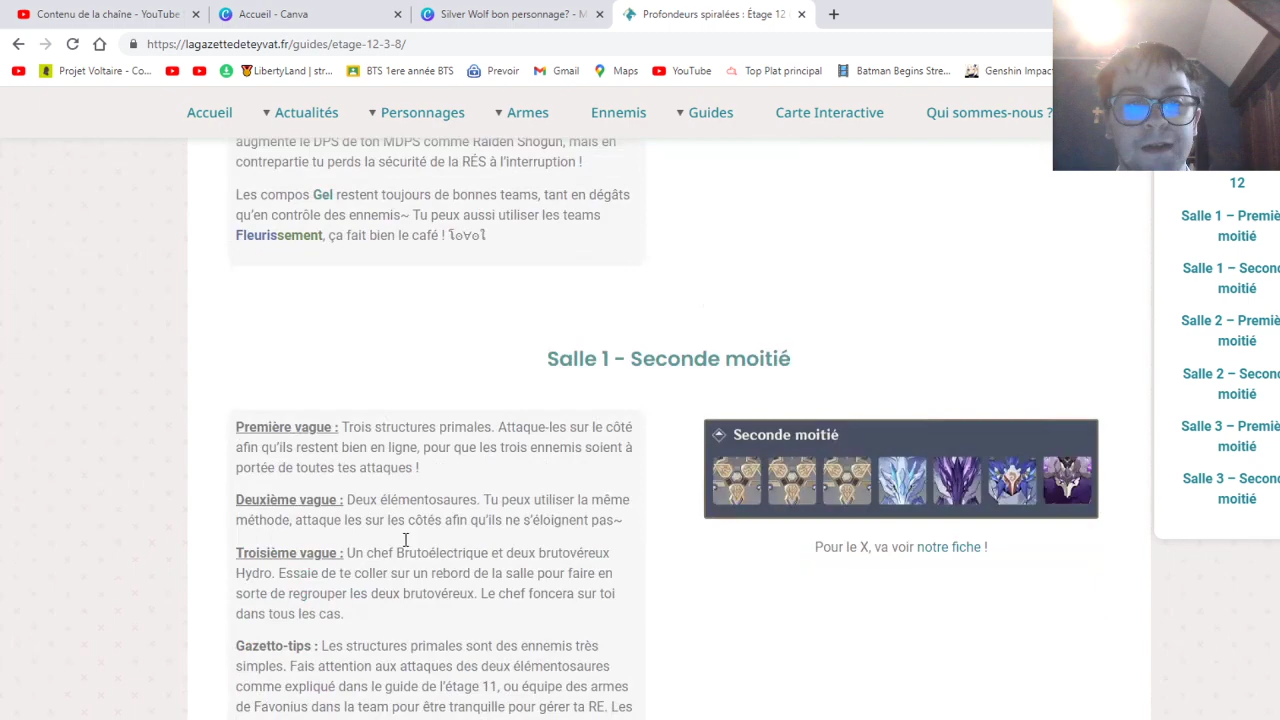 Contenu de la chaîne - YouTube S
Accueil - Canva
Silver Wolf bon personnage? - M
Profondeurs spiralées : Étage 12 
https://lagazettedeteyvat.fr/guides/etage-12-3-8/
Projet Voltaire - Co...
LibertyLand | str...
BTS 1ere année BTS
Prevoir
Gmail
Maps
YouTube
Top Plat principal
Batman Begins Stre...
Genshin Impact
Accueil
Actualités
Personnages
Armes
Ennemis
Guides
Carte Interactive
Qui sommes-nous ?
augmente le DPS de ton MDPS comme Raiden Shogun, mais en
contrepartie tu perds la sécurité de la RÉS à l'interruption !
Les compos Gel restent toujours de bonnes teams, tant en dégâts
qu'en contrôle des ennemis~ Tu peux aussi utiliser les teams
Fleurissement, ça fait bien le café !
Salle 1 - Seconde moitié
Première vague : Trois structures primales. Attaque-les sur le côté
afin qu'ils restent bien en ligne, pour que les trois ennemis soient à
portée de toutes tes attaques !
Deuxième vague : Deux élémentosaures. Tu peux utiliser la même
méthode, attaque les sur les côtés afin qu'ils ne s'éloignent pas~
Troisième vague : Un chef Brutoélectrique et deux brutovéreux
Hydro. Essaie de te coller sur un rebord de la salle pour faire en
sorte de regrouper les deux brutovéreux. Le chef foncera sur toi
dans tous les cas.
Gazetto-tips : Les structures primales sont des ennemis très
simples. Fais attention aux attaques des deux élémentosaures
comme expliqué dans le guide de l'étage 11, ou équipe des armes
de Favonius dans la team pour être tranquille pour gérer ta RE. Les
Seconde moitié
Pour le X, va voir notre fiche !
12
Salle 1 – Premiè
moitié
Salle 1 – Second
moitié
Salle 2 – Premiè
moitié
Salle 2 – Second
moitié
Salle 3 – Premiè
moitié
Salle 3 – Second
moitié